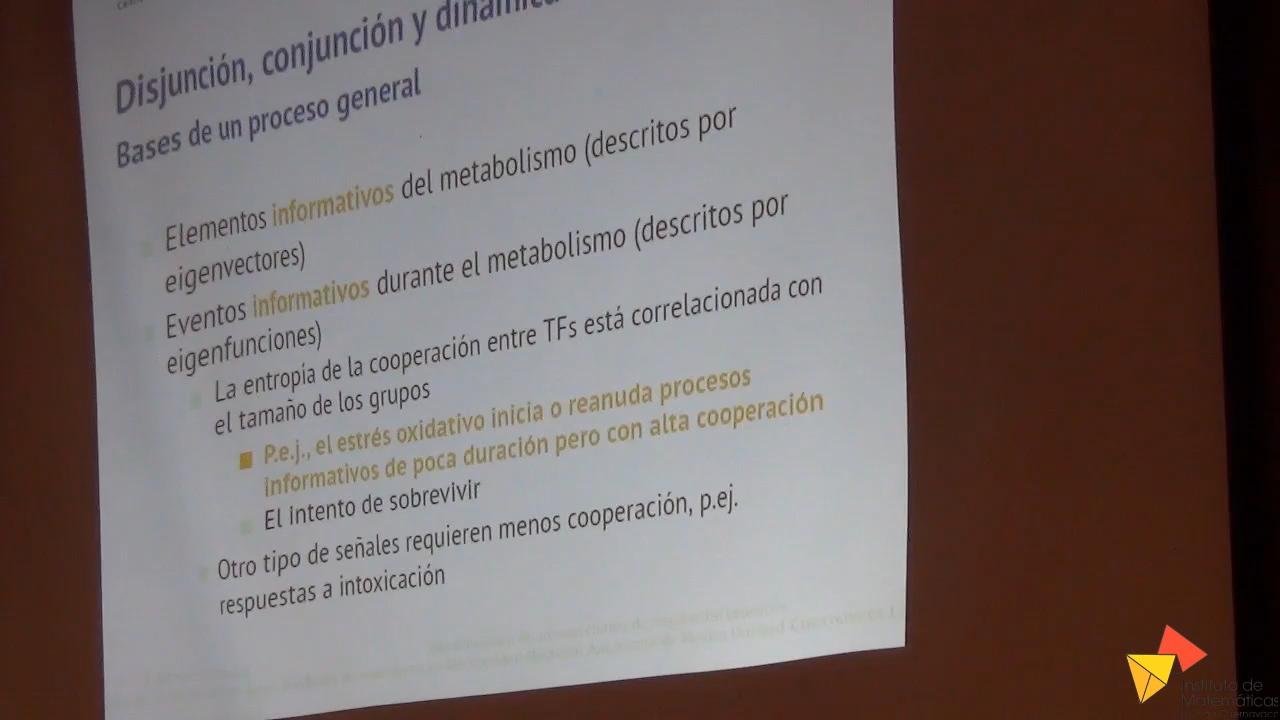 Disjunción, conjunción y dinámica
Bases de un proceso general
Elementos informativos del metabolismo (descritos por
eigenvectores)
Eventos informativos durante el metabolismo (descritos por
eigenfunciones)
La entropía de la cooperación entre TFs está correlacionada con
el tamaño de los grupos
P.e.j., el estrés oxidativo inicia o reanuda procesos
informativos de poca duración pero con alta cooperación
El intento de sobrevivir
Otro tipo de señales requieren menos cooperación, p.ej.
respuestas a intoxicación
Instituto de
Matemáticas